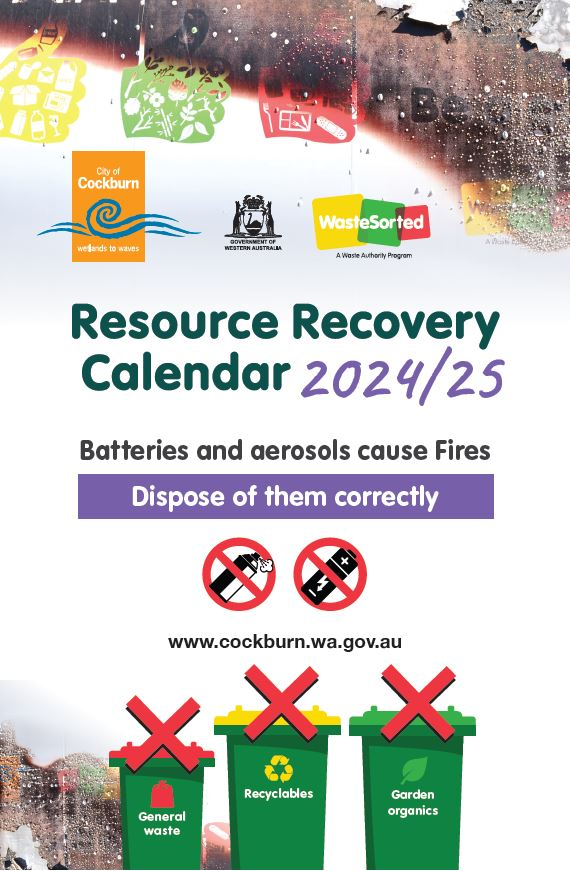 Be
City of
Cockburn
wetlands to waves
GOVERNMENT OF
WESTERN AUSTRALIA
WasteSorted
A Waste Authority Program
Resource Recovery
Calendar 2024/25
Batteries and aerosols cause Fires
Dispose of them correctly
www.cockburn.wa.gov.au
General
waste
Recyclables
Garden
organics